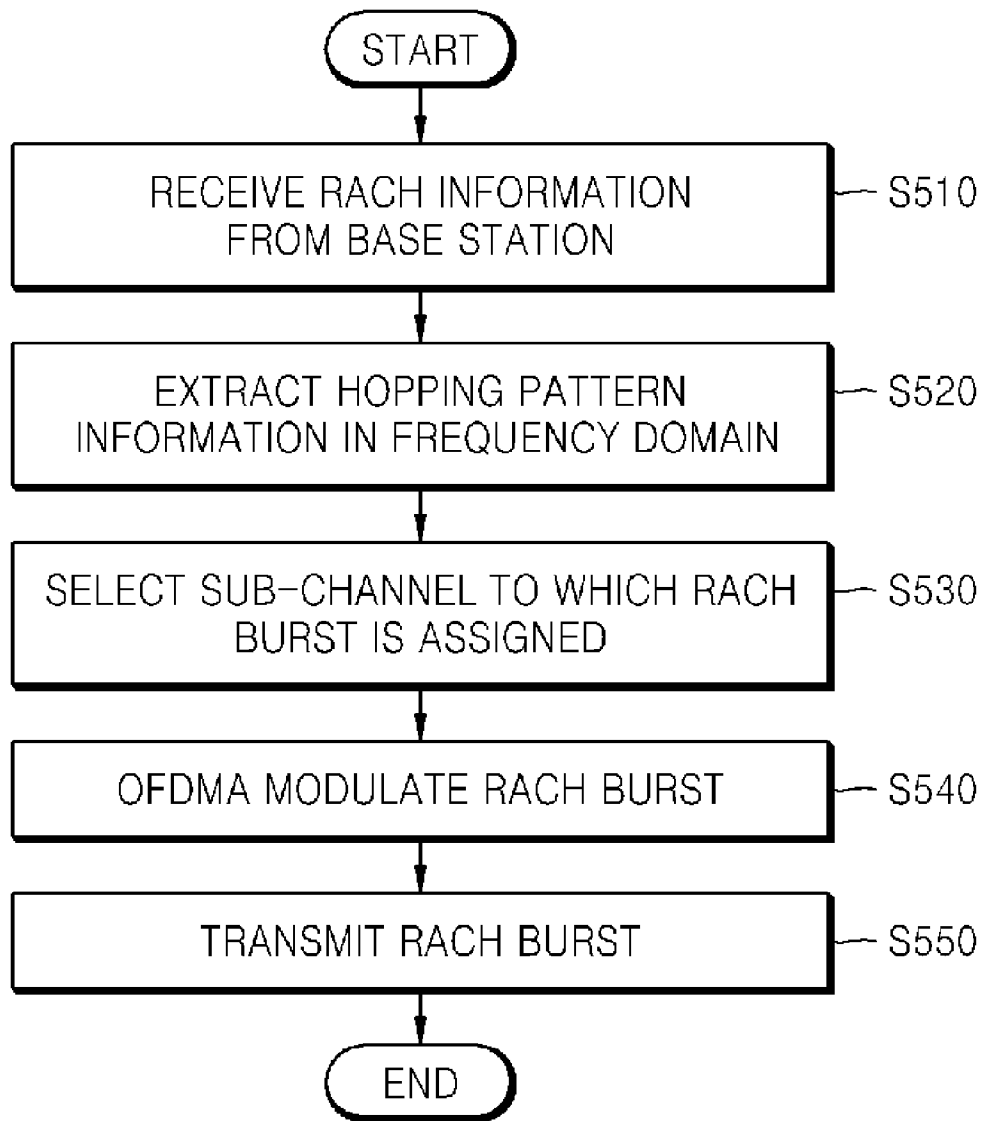 START
RECEIVE RACH INFORMATION
FROM BASE STATION
S510
EXTRACT HOPPING PATTERN
INFORMATION IN FREQUENCY DOMAIN
S520
SELECT SUB-CHANNEL TO WHICH RACH
BURST IS ASSIGNED
S530
OFDMA MODULATE RACH BURST
S540
TRANSMIT RACH BURST
S550
END